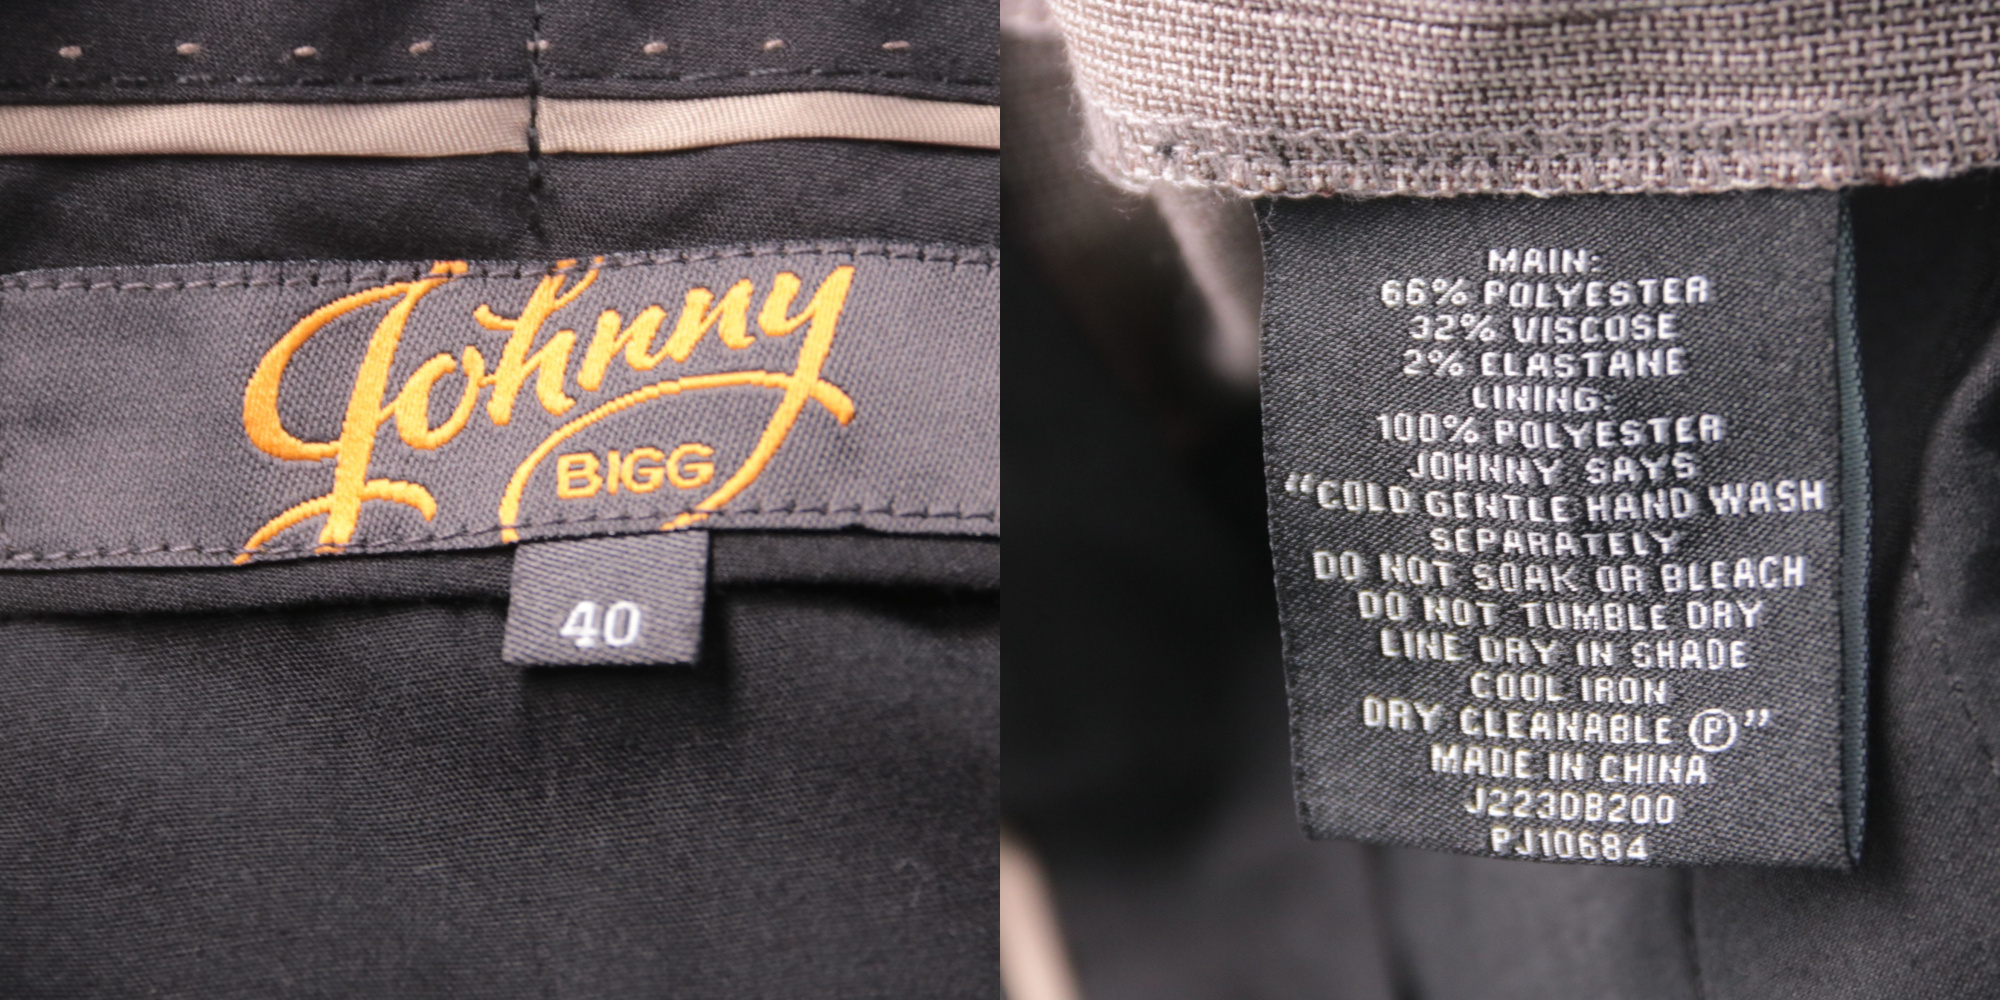 Johnny
BIGG
40
MAIN:
66% POLYESTER
32% VISCOSE
2% ELASTANE
LINING:
100% POLYESTER
JOHNNY SAYS
“COLD GENTLE HAND WASH
SEPARATELY
DO NOT SOAK OR BLEACH
DO NOT TUMBLE DRY
LINE DRY IN SHADE
COOL IRON
DRY CLEANABLE Ⓟ”
MADE IN CHINA
J223DB200
PJ10684